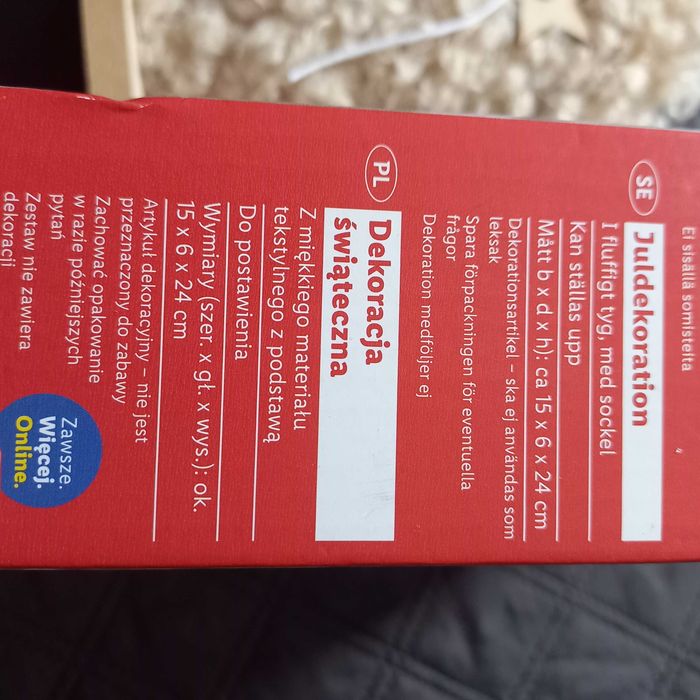 Ei sisällä somisteita
SE
Juldekoration
I fluffigt tyg, med sockel
Kan ställas upp
Mått b x d x h): ca 15 x 6 x 24 cm
Dekorationsartikel – ska ej användas som
leksak
Spara förpackningen för eventuella
frågor
Dekoration medföljer ej
PL
Dekoracja
świąteczna
Z miękkiego materiału
tekstylnego z podstawą
Do postawienia
Wymiary (szer. x gł. x wys.): ok.
15 x 6 x 24 cm
Artykuł dekoracyjny – nie jest
przeznaczony do zabawy
Zachować opakowanie
w razie późniejszych
pytań
Zestaw nie zawiera
dekoracji
Zawsze.
Więcej.
Online.